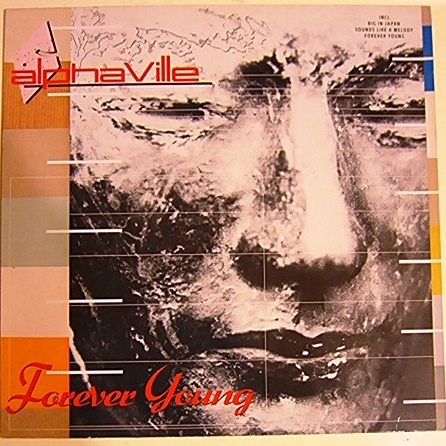 INCL.
BIG IN JAPAN
SOUNDS LIKE A MELODY
FOREVER YOUNG
alphaville
Forever Young